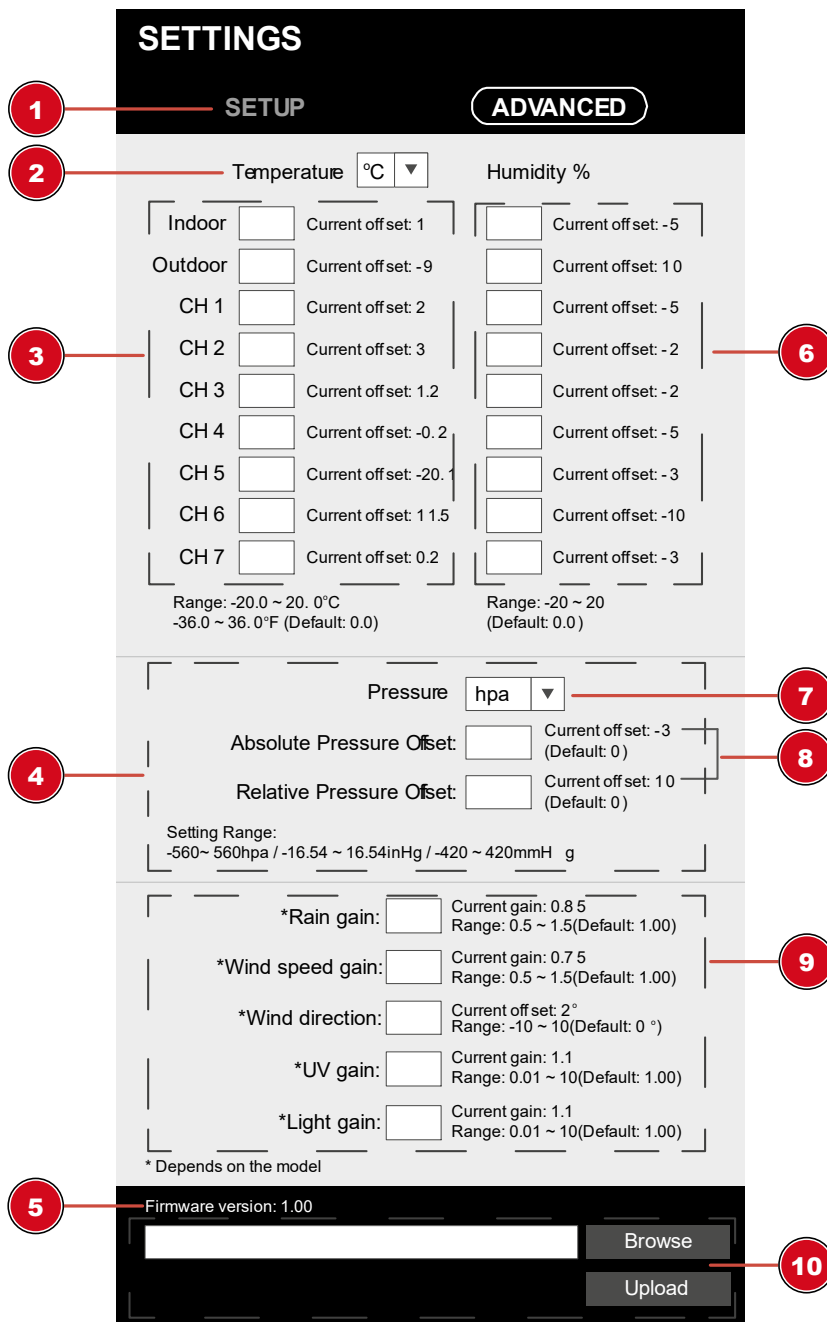 SETTINGS
1 SETUP ADVANCED
2 Temperature °C ▼ Humidity %
Indoor Current offset: 1 Current offset: -5
Outdoor Current offset: -9 Current offset: 10
CH 1 Current offset: 2 Current offset: -5
3 CH 2 Current offset: 3 Current offset: -2 6
CH 3 Current offset: 1.2 Current offset: -2
CH 4 Current offset: -0.2 Current offset: -5
CH 5 Current offset: -20.1 Current offset: -3
CH 6 Current offset: 11.5 Current offset: -10
CH 7 Current offset: 0.2 Current offset: -3
Range: -20.0 ~ 20.0°C Range: -20 ~ 20
-36.0 ~ 36.0°F (Default: 0.0) (Default: 0.0)
Pressure hpa ▼ 7
Absolute Pressure Offset: Current offset: -3
(Default: 0) 8
4
Relative Pressure Offset: Current offset: 10
(Default: 0)
Setting Range:
-560~ 560hpa / -16.54 ~ 16.54inHg / -420 ~ 420mmH g
*Rain gain: Current gain: 0.85
Range: 0.5 ~ 1.5(Default: 1.00)
*Wind speed gain: Current gain: 0.75 9
Range: 0.5 ~ 1.5(Default: 1.00)
*Wind direction: Current offset: 2°
Range: -10 ~ 10(Default: 0 °)
*UV gain: Current gain: 1.1
Range: 0.01 ~ 10(Default: 1.00)
*Light gain: Current gain: 1.1
Range: 0.01 ~ 10(Default: 1.00)
* Depends on the model
5 Firmware version: 1.00
Browse
10
Upload